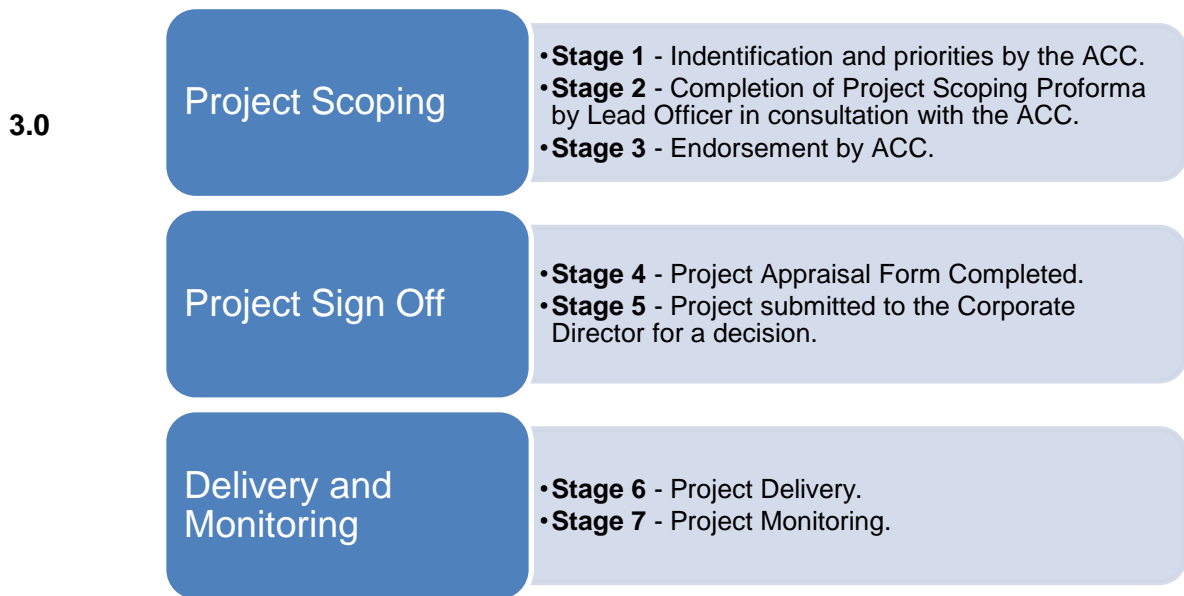 3.0
Project Scoping
•Stage 1 - Indentification and priorities by the ACC.
•Stage 2 - Completion of Project Scoping Proforma
by Lead Officer in consultation with the ACC.
•Stage 3 - Endorsement by ACC.
Project Sign Off
•Stage 4 - Project Appraisal Form Completed.
•Stage 5 - Project submitted to the Corporate
Director for a decision.
Delivery and
Monitoring
•Stage 6 - Project Delivery.
•Stage 7 - Project Monitoring.